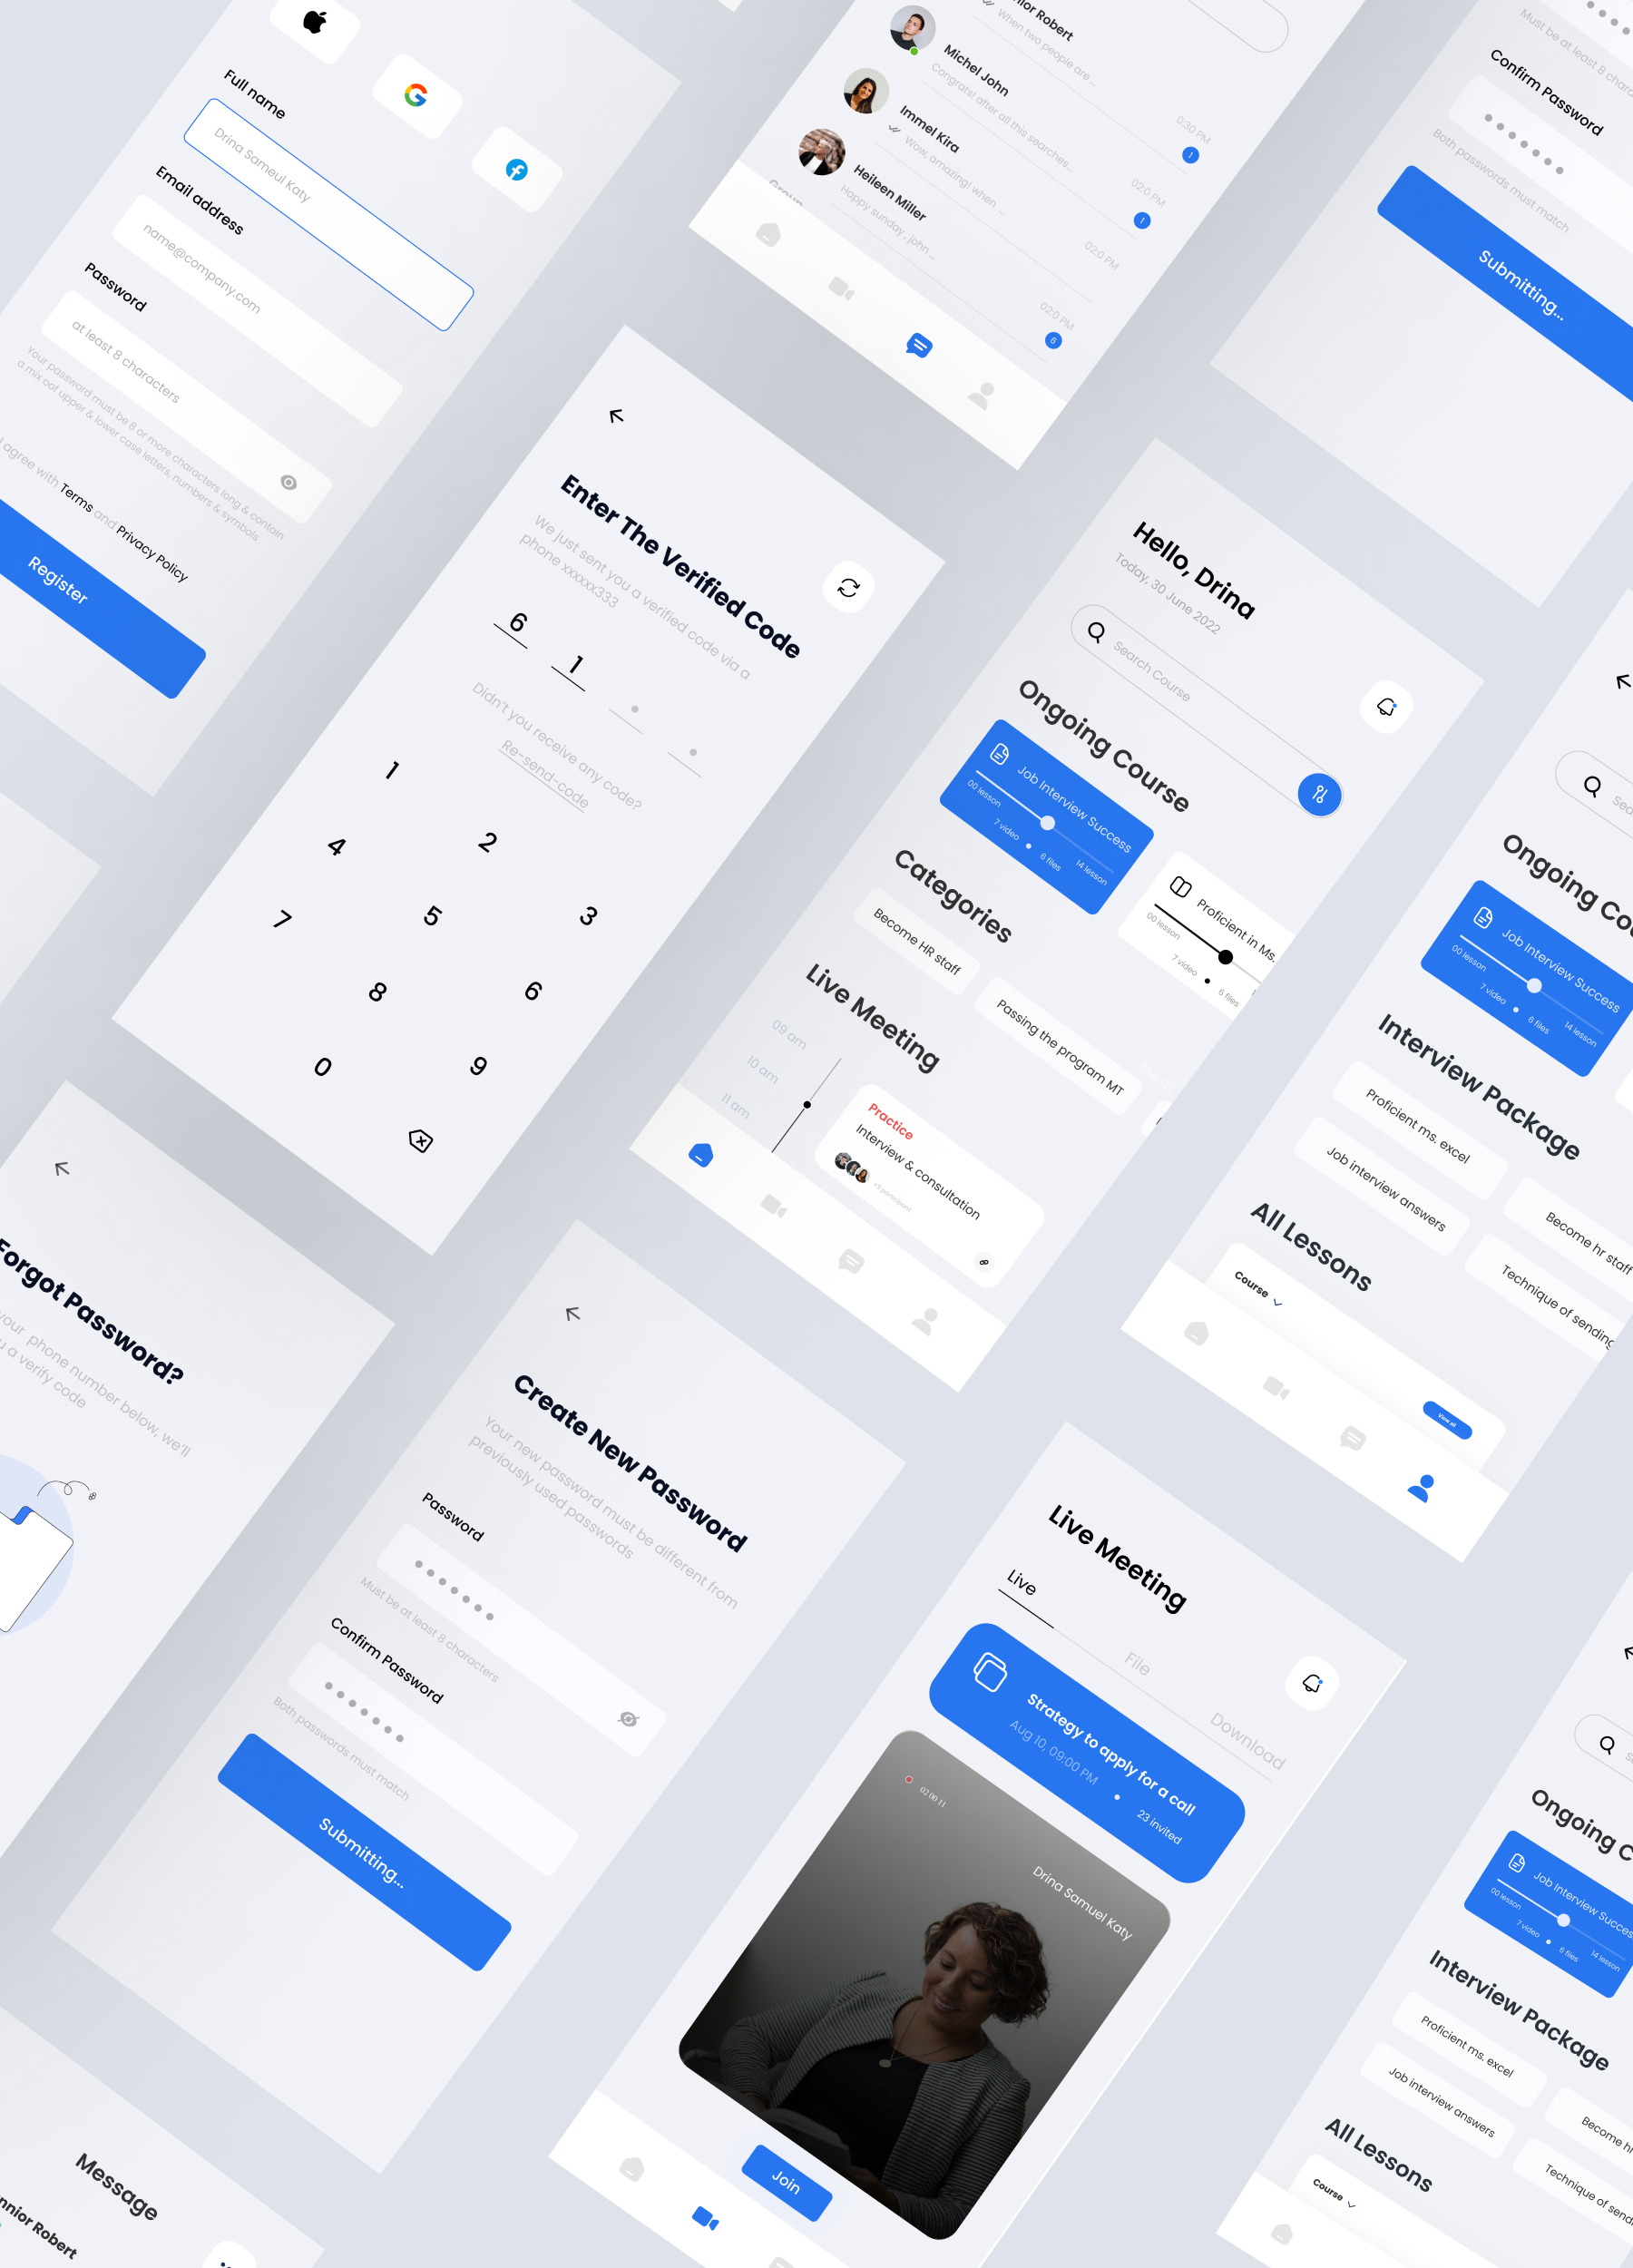 Full name
Drina Sameul Katy
Email address
name@company.com
Password
at least 8 characters
Your password must be 8 or more characters long & contain
a mix oof upper & lower case letters, numbers & symbols
agree with Terms and Privacy Policy
Register
Robert
When two people are ..
0:30 PM
Michel John
Congrats! after all this searches..
02:0 PM
Immel Kira
Wow, amazing! when ..
02:0 PM
Heileen Miller
Happy sunday , john ..
02:0 PM
6
Group
Must be at least 8
Confirm Password
Both passwords must match
Submitting...
Enter The Verified Code
We just sent you a verified code via a
phone xxxxxx333
6 1
Didn't you receive any code?
Re-send-code
1 2 3
4 5 6
7 8 9
0
Hello, Drina
Today, 30 June 2022
Search Course
Ongoing Course
Job Interview Success
00 lesson
14 lesson
7 video
6 files
Proficient in Ms.
00 lesson
7 video
6 files
Categories
Become HR staff
Passing the program MT
Live Meeting
09 am
10 am
11 am
Practice
Interview & consultation
Ongoing
Job Interview Success
00 lesson
14 lesson
7 video
6 files
Interview Package
Proficient ms. excel
Become hr staff
Job interview answers
Technique of sending
All Lessons
Course
View all
Forgot Password?
your phone number below, we'll
a verify code
Create New Password
Your new password must be different from
previously used passwords
Password
Must be at least 8 characters
Confirm Password
Both passwords must match
Submitting...
Live Meeting
Live
File
Download
Strategy to apply for a call
Aug 10, 09:00 PM
23 invited
02 00 11
Drina Samuel Katy
Join
Ongoing
Job Interview
00 lesson
14 lesson
7 video
6 files
Interview Package
Proficient ms. excel
Become
Job interview answers
Technique of
All Lessons
Course
Message
Robert